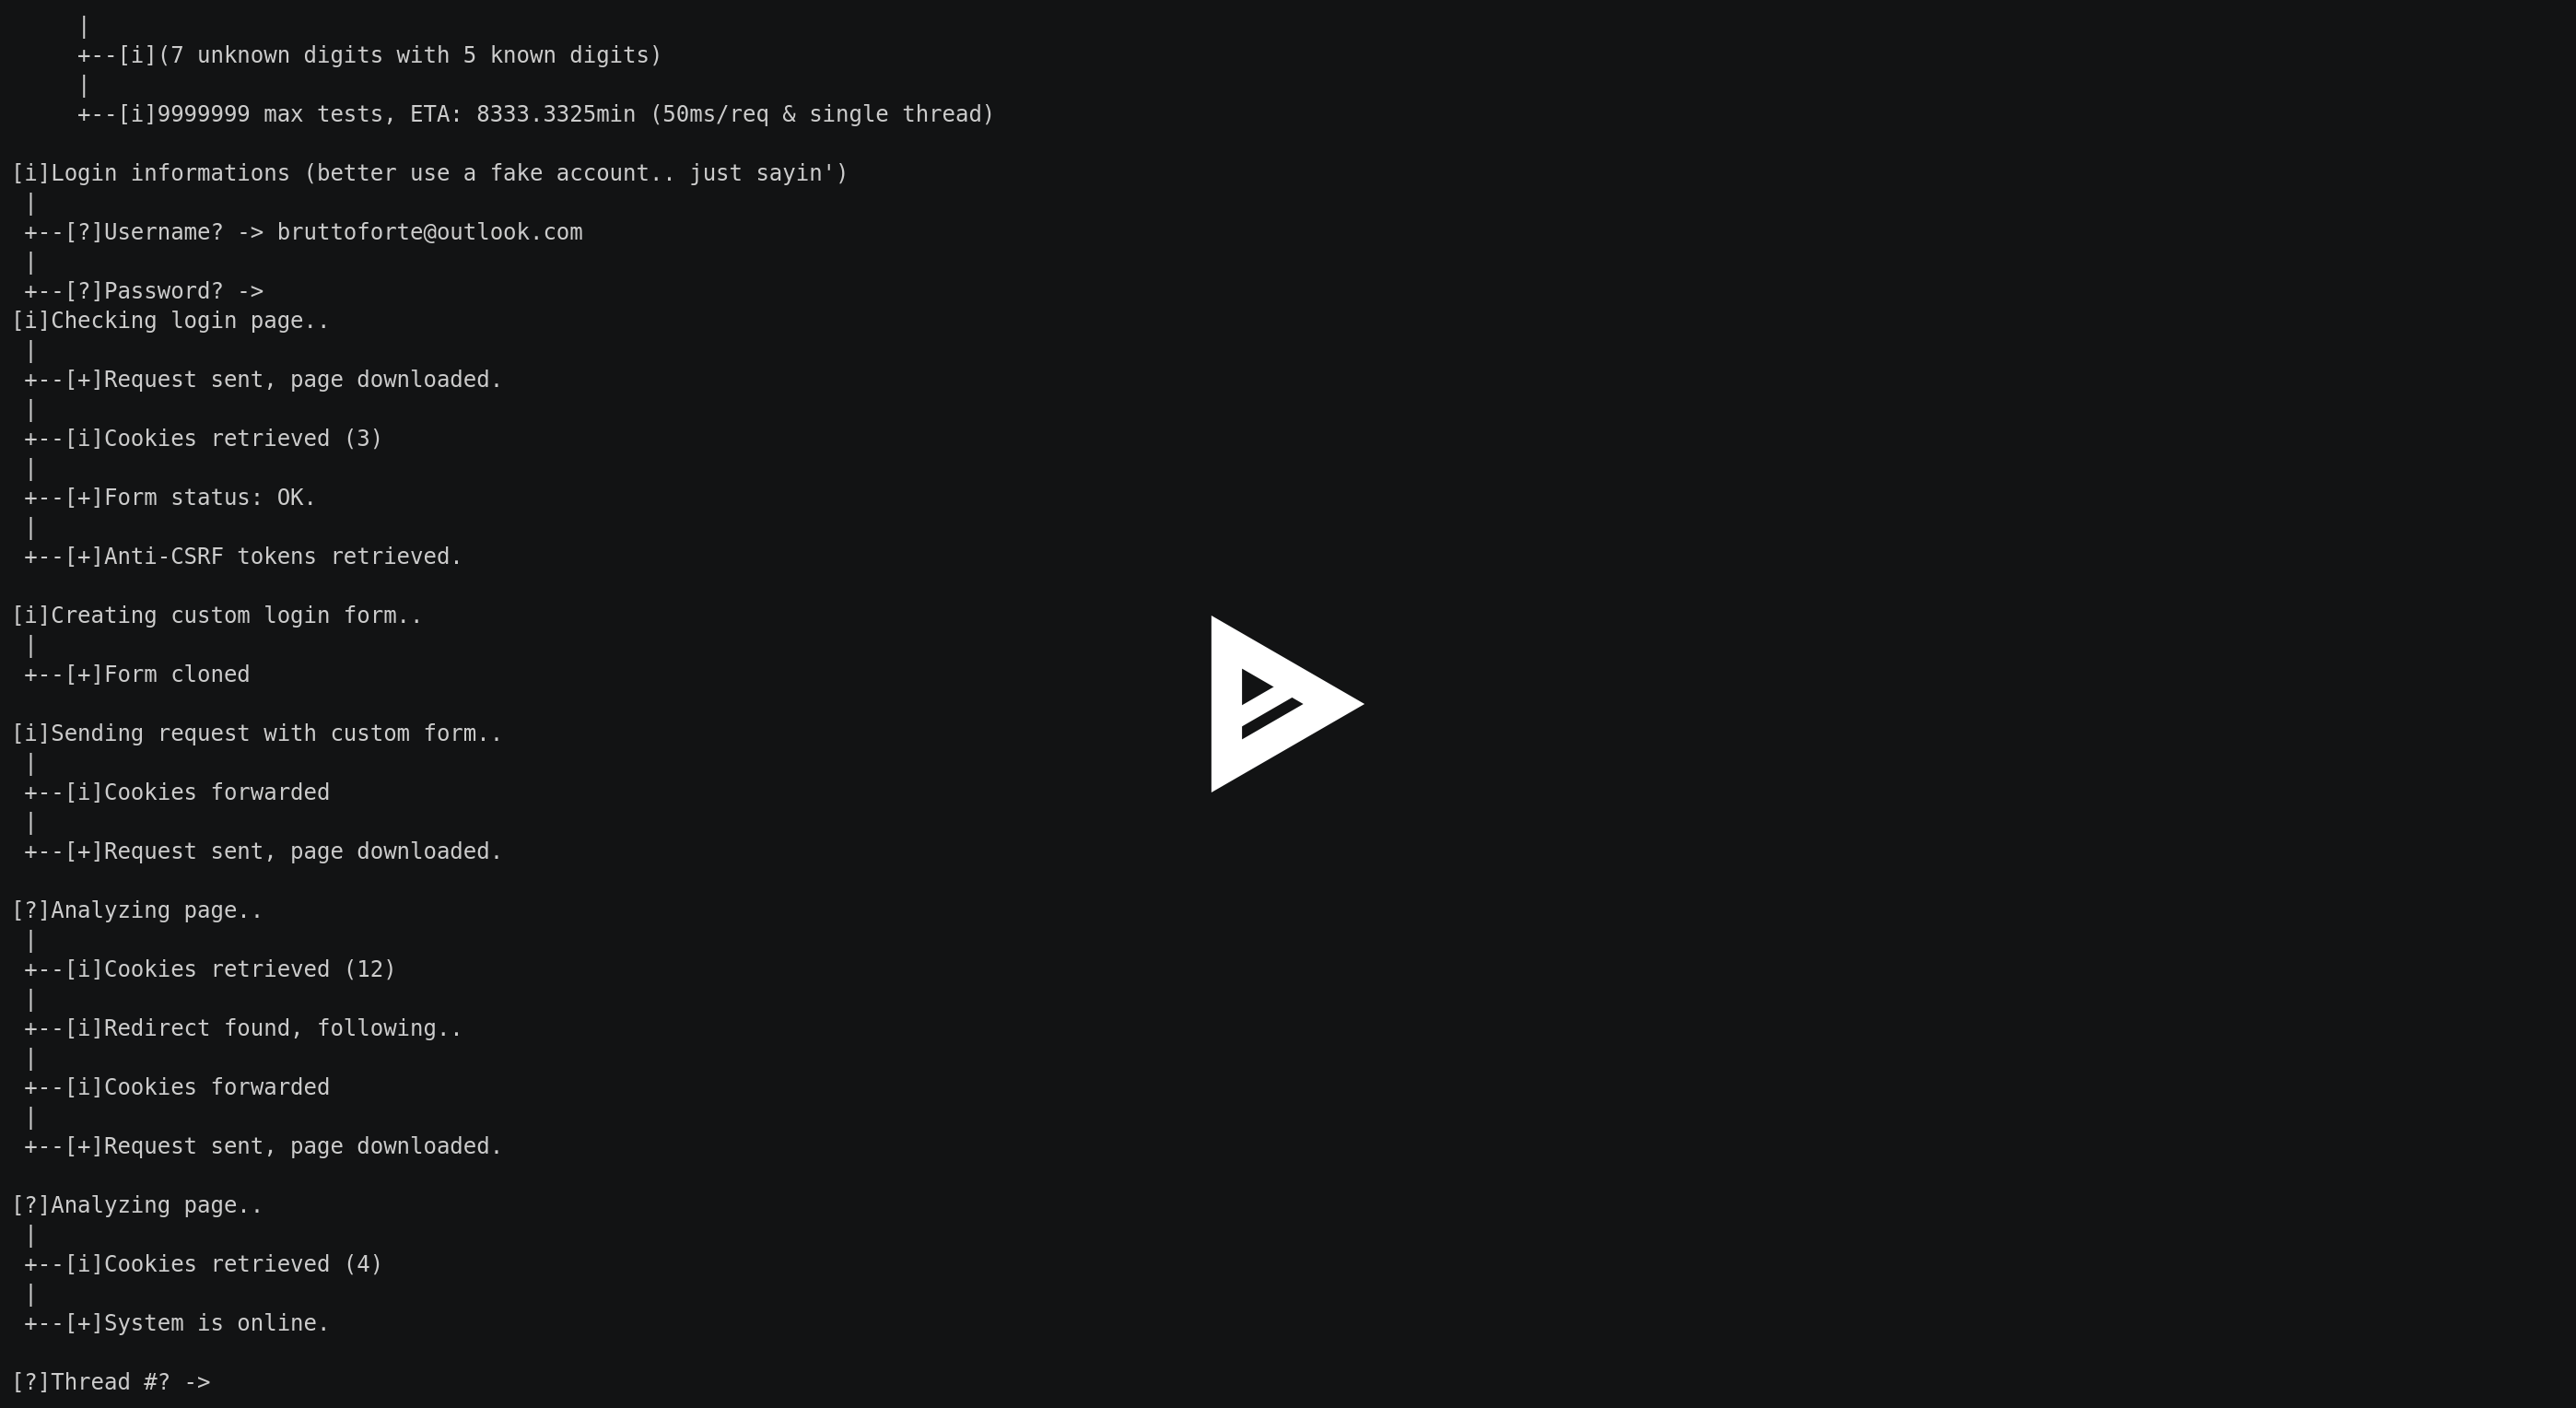 |
+--[i](7 unknown digits with 5 known digits)
|
+--[i]9999999 max tests, ETA: 8333.3325min (50ms/req & single thread)
[i]Login informations (better use a fake account.. just sayin')
|
+--[?]Username? -> bruttoforte@outlook.com
|
+--[?]Password? ->
[i]Checking login page..
|
+--[+]Request sent, page downloaded.
|
+--[i]Cookies retrieved (3)
|
+--[+]Form status: OK.
|
+--[+]Anti-CSRF tokens retrieved.
[i]Creating custom login form..
|
+--[+]Form cloned
[i]Sending request with custom form..
|
+--[i]Cookies forwarded
|
+--[+]Request sent, page downloaded.
[?]Analyzing page..
|
+--[i]Cookies retrieved (12)
|
+--[i]Redirect found, following..
|
+--[i]Cookies forwarded
|
+--[+]Request sent, page downloaded.
[?]Analyzing page..
|
+--[i]Cookies retrieved (4)
|
+--[+]System is online.
[?]Thread #? ->